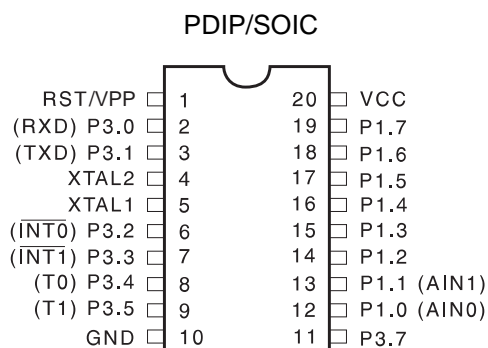 PDIP/SOIC
RST/VPP 1 20 VCC
(RXD) P3.0 2 19 P1.7
(TXD) P3.1 3 18 P1.6
XTAL2 4 17 P1.5
XTAL1 5 16 P1.4
(INT0) P3.2 6 15 P1.3
(INT1) P3.3 7 14 P1.2
(T0) P3.4 8 13 P1.1 (AIN1)
(T1) P3.5 9 12 P1.0 (AIN0)
GND 10 11 P3.7